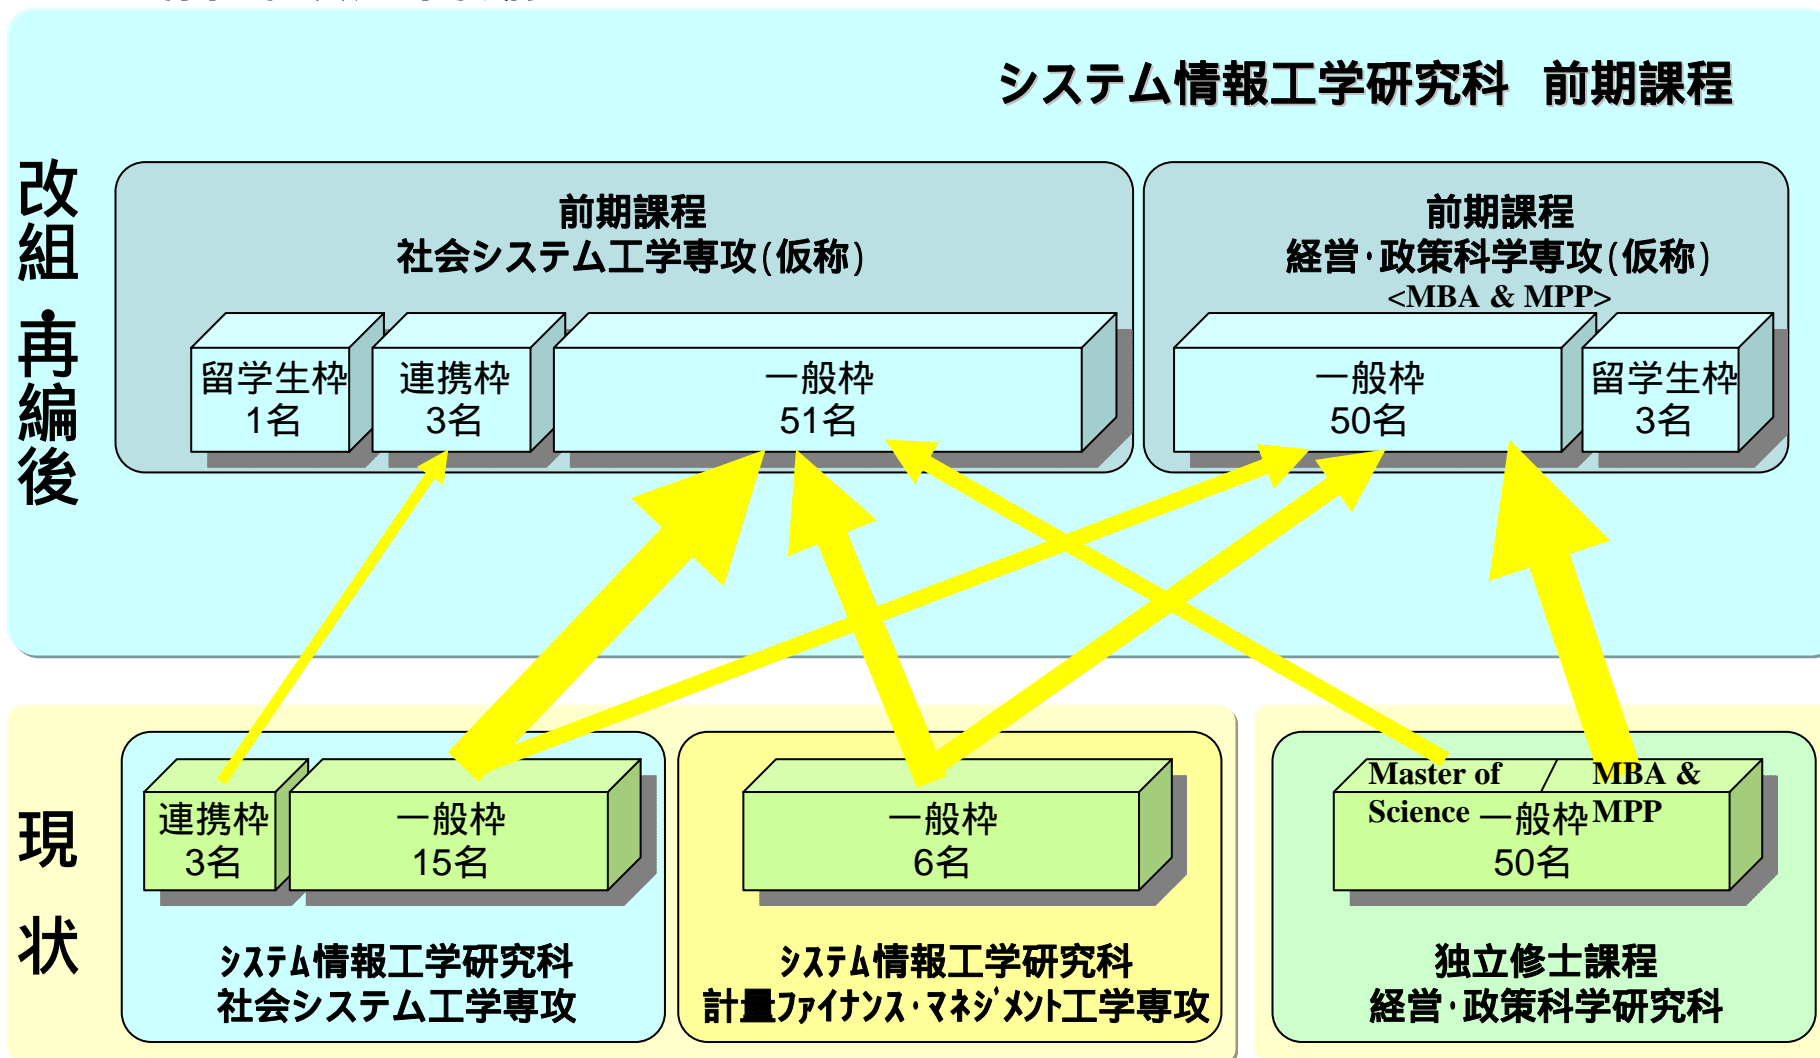 システム情報工学研究科　前期課程
改組・再編後
前期課程
社会システム工学専攻(仮称)
留学生枠
1名
連携枠
3名
一般枠
51名
前期課程
経営・政策科学専攻(仮称)
<MBA & MPP>
一般枠
50名
留学生枠
3名
現状
連携枠
3名
一般枠
15名
システム情報工学研究科
社会システム工学専攻
一般枠
6名
システム情報工学研究科
計量ファイナンス・マネジメント工学専攻
Master of
Science
MBA &
MPP
一般枠
50名
独立修士課程
経営・政策科学研究科